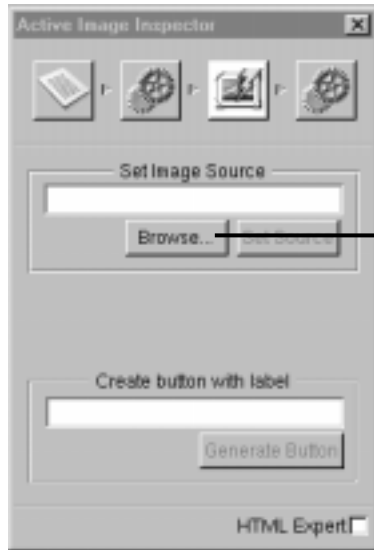 Active Image Inspector
Set Image Source
Browse... Set Source
Create button with label
Generate Button
HTML Expert